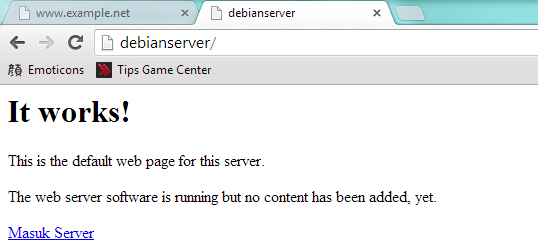 www.example.net
debianserver
debianserver/
顔 Emoticons Tips Game Center
It works!
This is the default web page for this server.
The web server software is running but no content has been added, yet.
Masuk Server